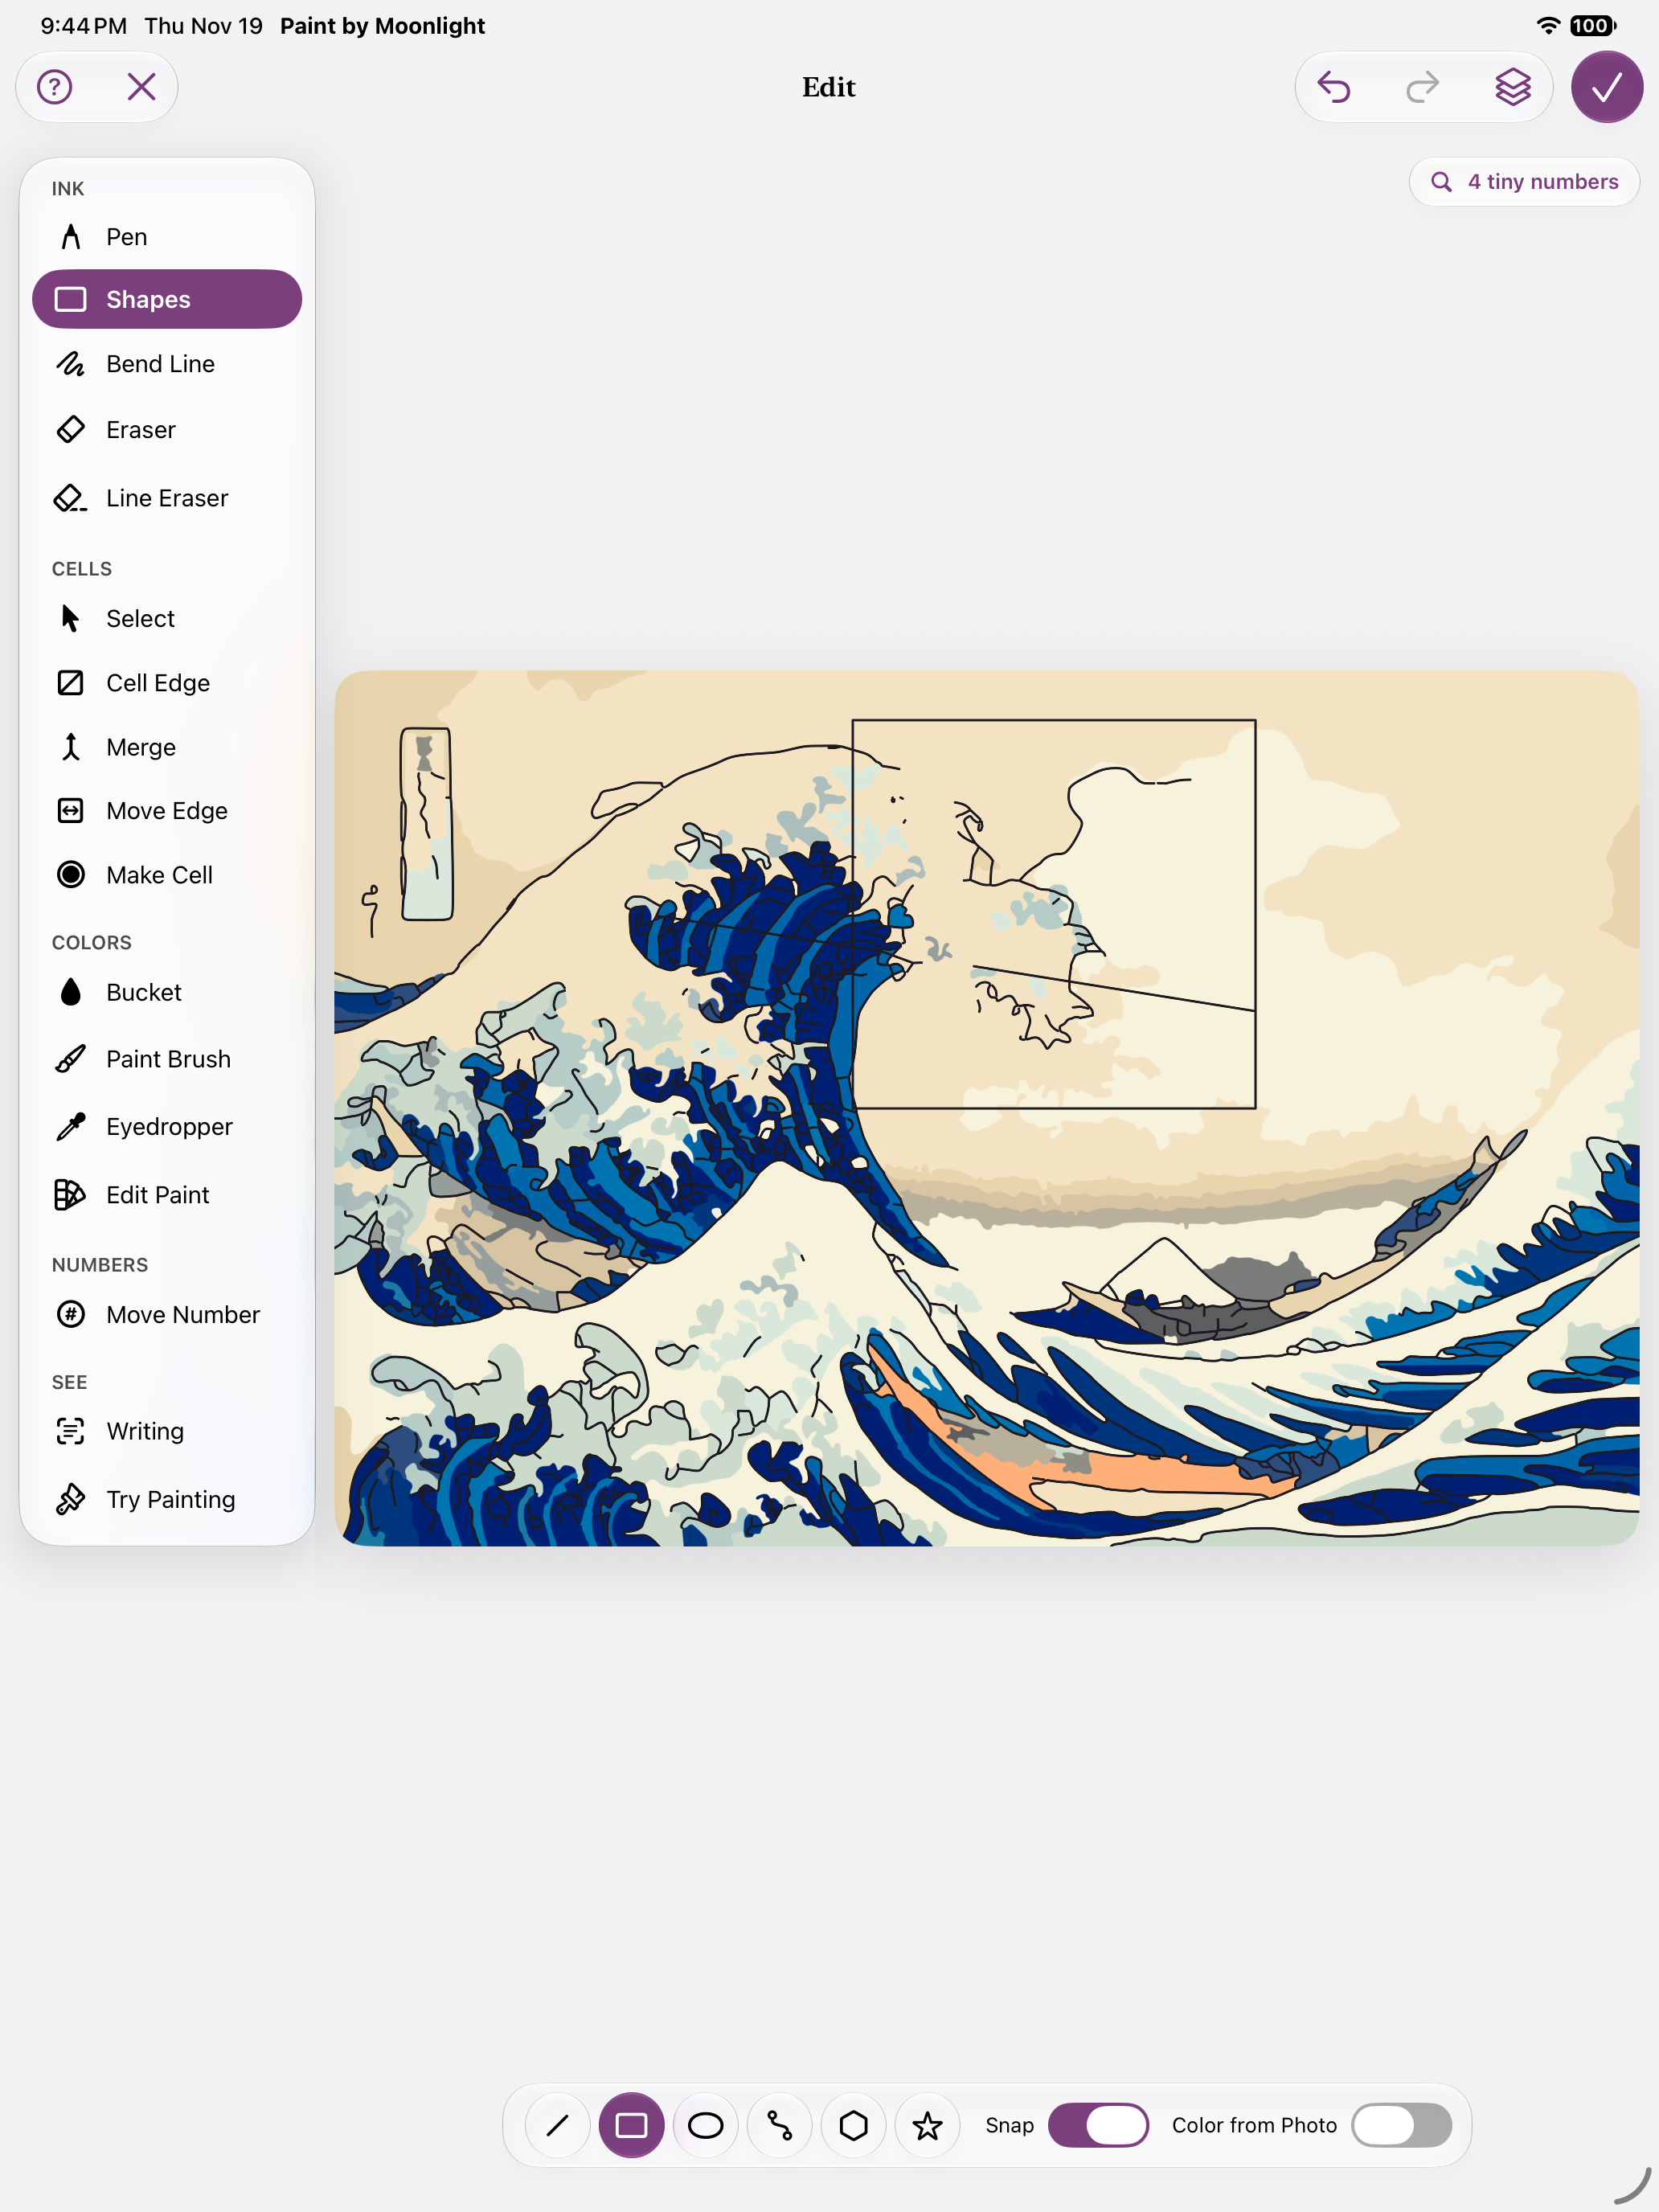 9:44 PM Thu Nov 19 Paint by Moonlight
100
Edit
4 tiny numbers
INK
Pen
Shapes
Bend Line
Eraser
Line Eraser
CELLS
Select
Cell Edge
Merge
Move Edge
Make Cell
COLORS
Bucket
Paint Brush
Eyedropper
Edit Paint
NUMBERS
Move Number
SEE
Writing
Try Painting
Snap
Color from Photo